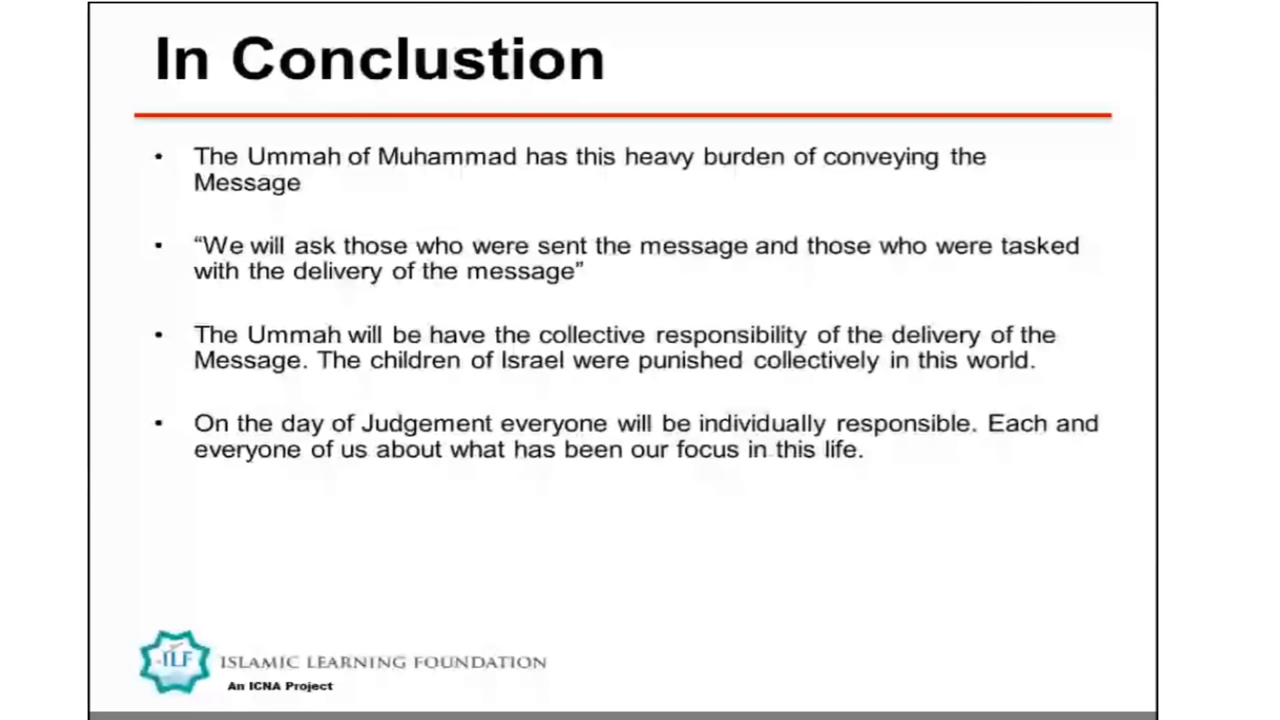 In Conclustion
• The Ummah of Muhammad has this heavy burden of conveying the
Message
• “We will ask those who were sent the message and those who were tasked
with the delivery of the message”
• The Ummah will be have the collective responsibility of the delivery of the
Message. The children of Israel were punished collectively in this world.
• On the day of Judgement everyone will be individually responsible. Each and
everyone of us about what has been our focus in this life.
ILF ISLAMIC LEARNING FOUNDATION
An ICNA Project